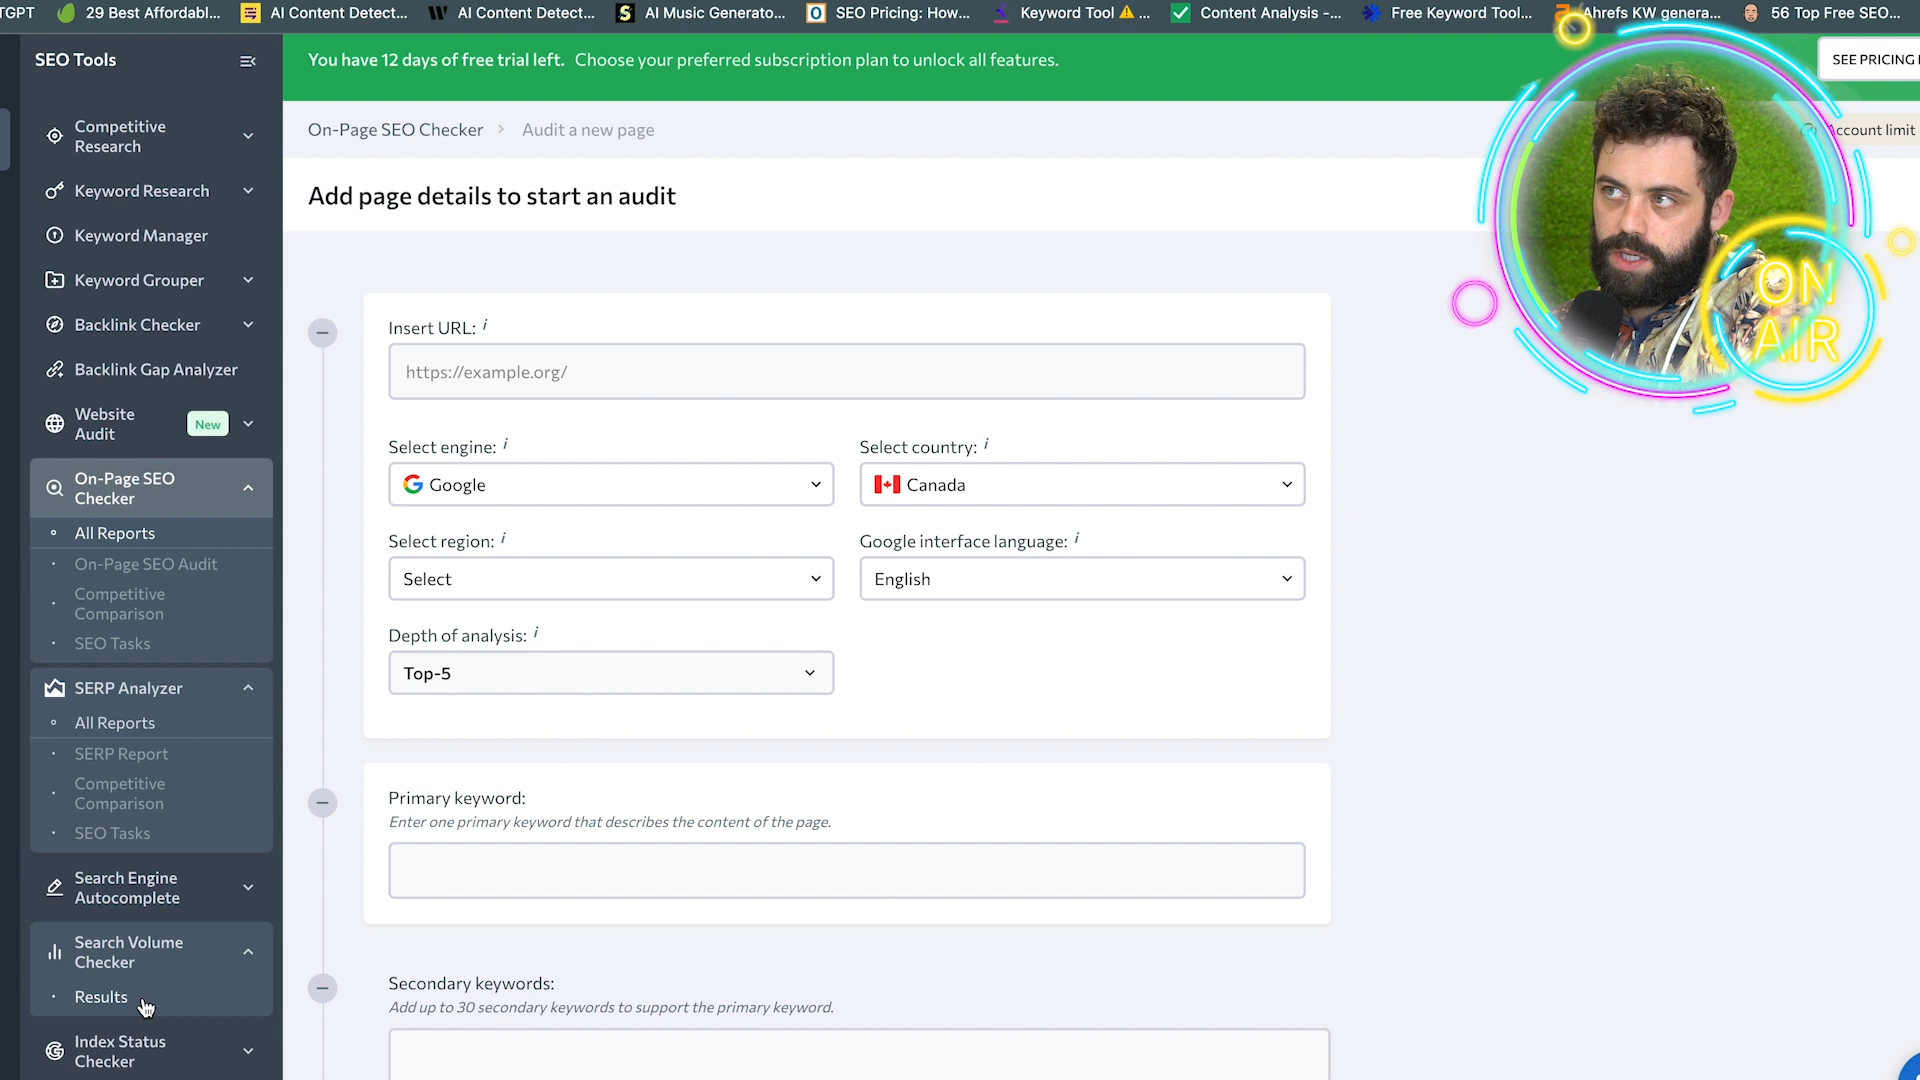 TGPT
29 Best Affordabl...
AI Content Detect...
AI Content Detect...
AI Music Generato...
SEO Pricing: How...
Keyword Tool ...
Content Analysis -...
Free Keyword Tool...
Ahrefs KW genera...
56 Top Free SEO...
SEO Tools
You have 12 days of free trial left. Choose your preferred subscription plan to unlock all features.
SEE PRICING
On-Page SEO Checker > Audit a new page
Account limit
Add page details to start an audit
Competitive
Research
Keyword Research
Keyword Manager
Keyword Grouper
Backlink Checker
Backlink Gap Analyzer
Website
Audit
New
On-Page SEO
Checker
All Reports
On-Page SEO Audit
Competitive
Comparison
SEO Tasks
SERP Analyzer
All Reports
SERP Report
Competitive
Comparison
SEO Tasks
Search Engine
Autocomplete
Search Volume
Checker
Results
Index Status
Checker
Insert URL: i
https://example.org/
Select engine: i
Google
Select country: i
Canada
Select region: i
Select
Google interface language: i
English
Depth of analysis: i
Top-5
Primary keyword:
Enter one primary keyword that describes the content of the page.
Secondary keywords:
Add up to 30 secondary keywords to support the primary keyword.
ON
AIR